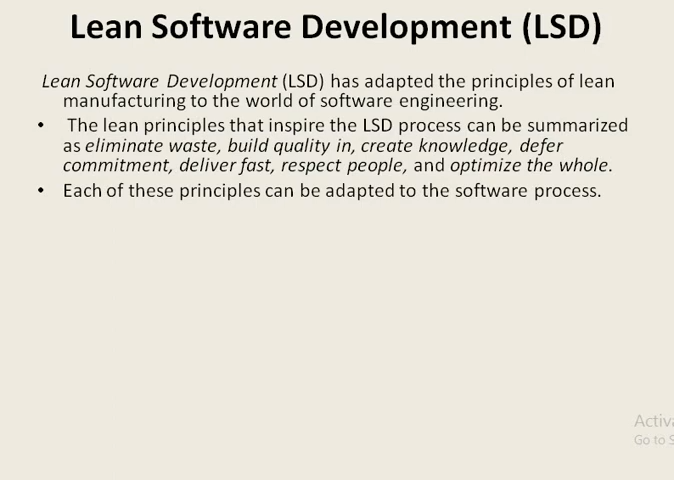 Lean Software Development (LSD)
Lean Software Development (LSD) has adapted the principles of lean
manufacturing to the world of software engineering.
• The lean principles that inspire the LSD process can be summarized
as eliminate waste, build quality in, create knowledge, defer
commitment, deliver fast, respect people, and optimize the whole.
• Each of these principles can be adapted to the software process.
Activa
Go to S